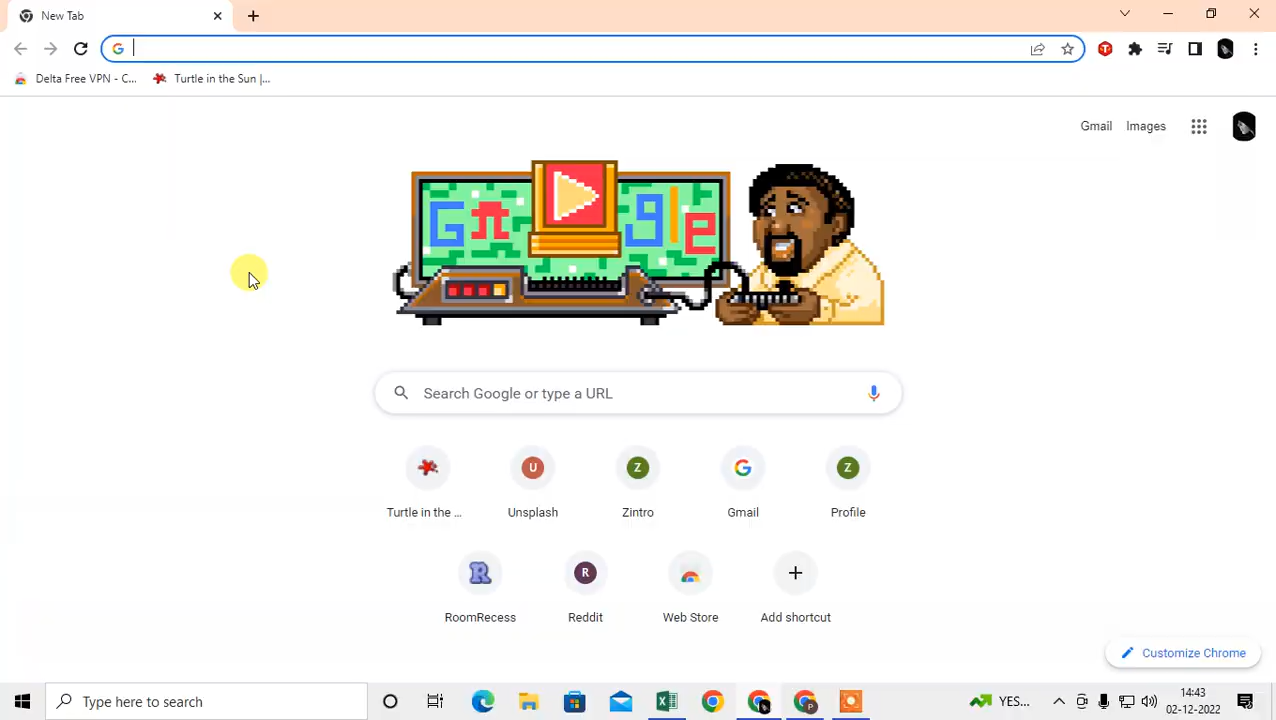 New Tab
Delta Free VPN - C...
Turtle in the Sun |...
Gmail
Images
Search Google or type a URL
Turtle in the ...
U
Unsplash
Z
Zintro
G
Gmail
Z
Profile
R
RoomRecess
R
Reddit
Web Store
Add shortcut
Customize Chrome
Type here to search
YES...
14:43
02-12-2022